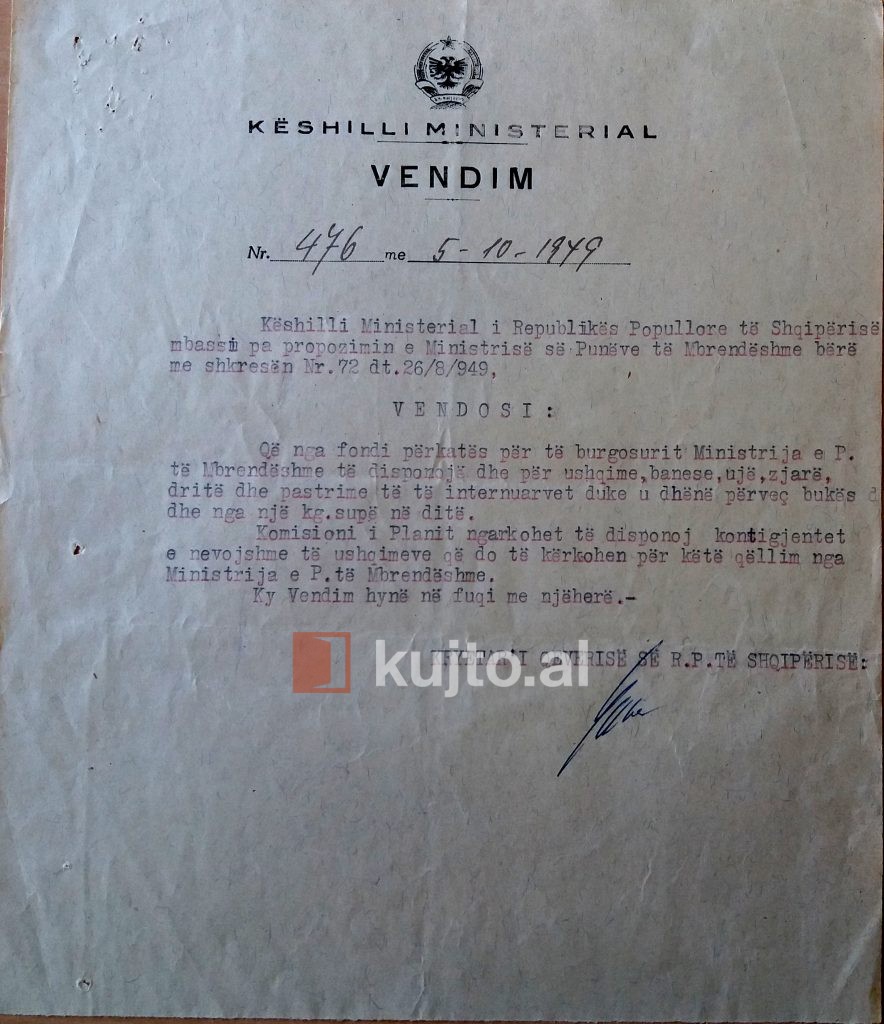 KËSHILLI MINISTERIAL
VENDIM
Nr. 476 me 5-10-1949
Këshilli Ministerial i Republikës Popullore të Shqipërisë
mbassi pa propozimin e Ministrisë së Punëve të Mbrendëshme bërë
me shkresën Nr.72 dt.26/8/949,
VENDOSI:
Që nga fondi përkatës për të burgosurit Ministrija e P.
të Mbrendëshme të disponojë dhe për ushqime,banese,ujë,zjarë,
dritë dhe pastrime të të internuarvet duke u dhënë përveç bukës
dhe nga një kg.supë në ditë.
Komisioni i Planit ngarkohet të disponoj kontigjentet
e nevojshme të ushqimeve që do të kërkohen për këtë qëllim nga
Ministrija e P.të Mbrendëshme.
Ky Vendim hynë në fuqi me njëherë.-
KRYETAR'I QEVERISË SË R.P.TË SHQIPËRISË:
kujto.al